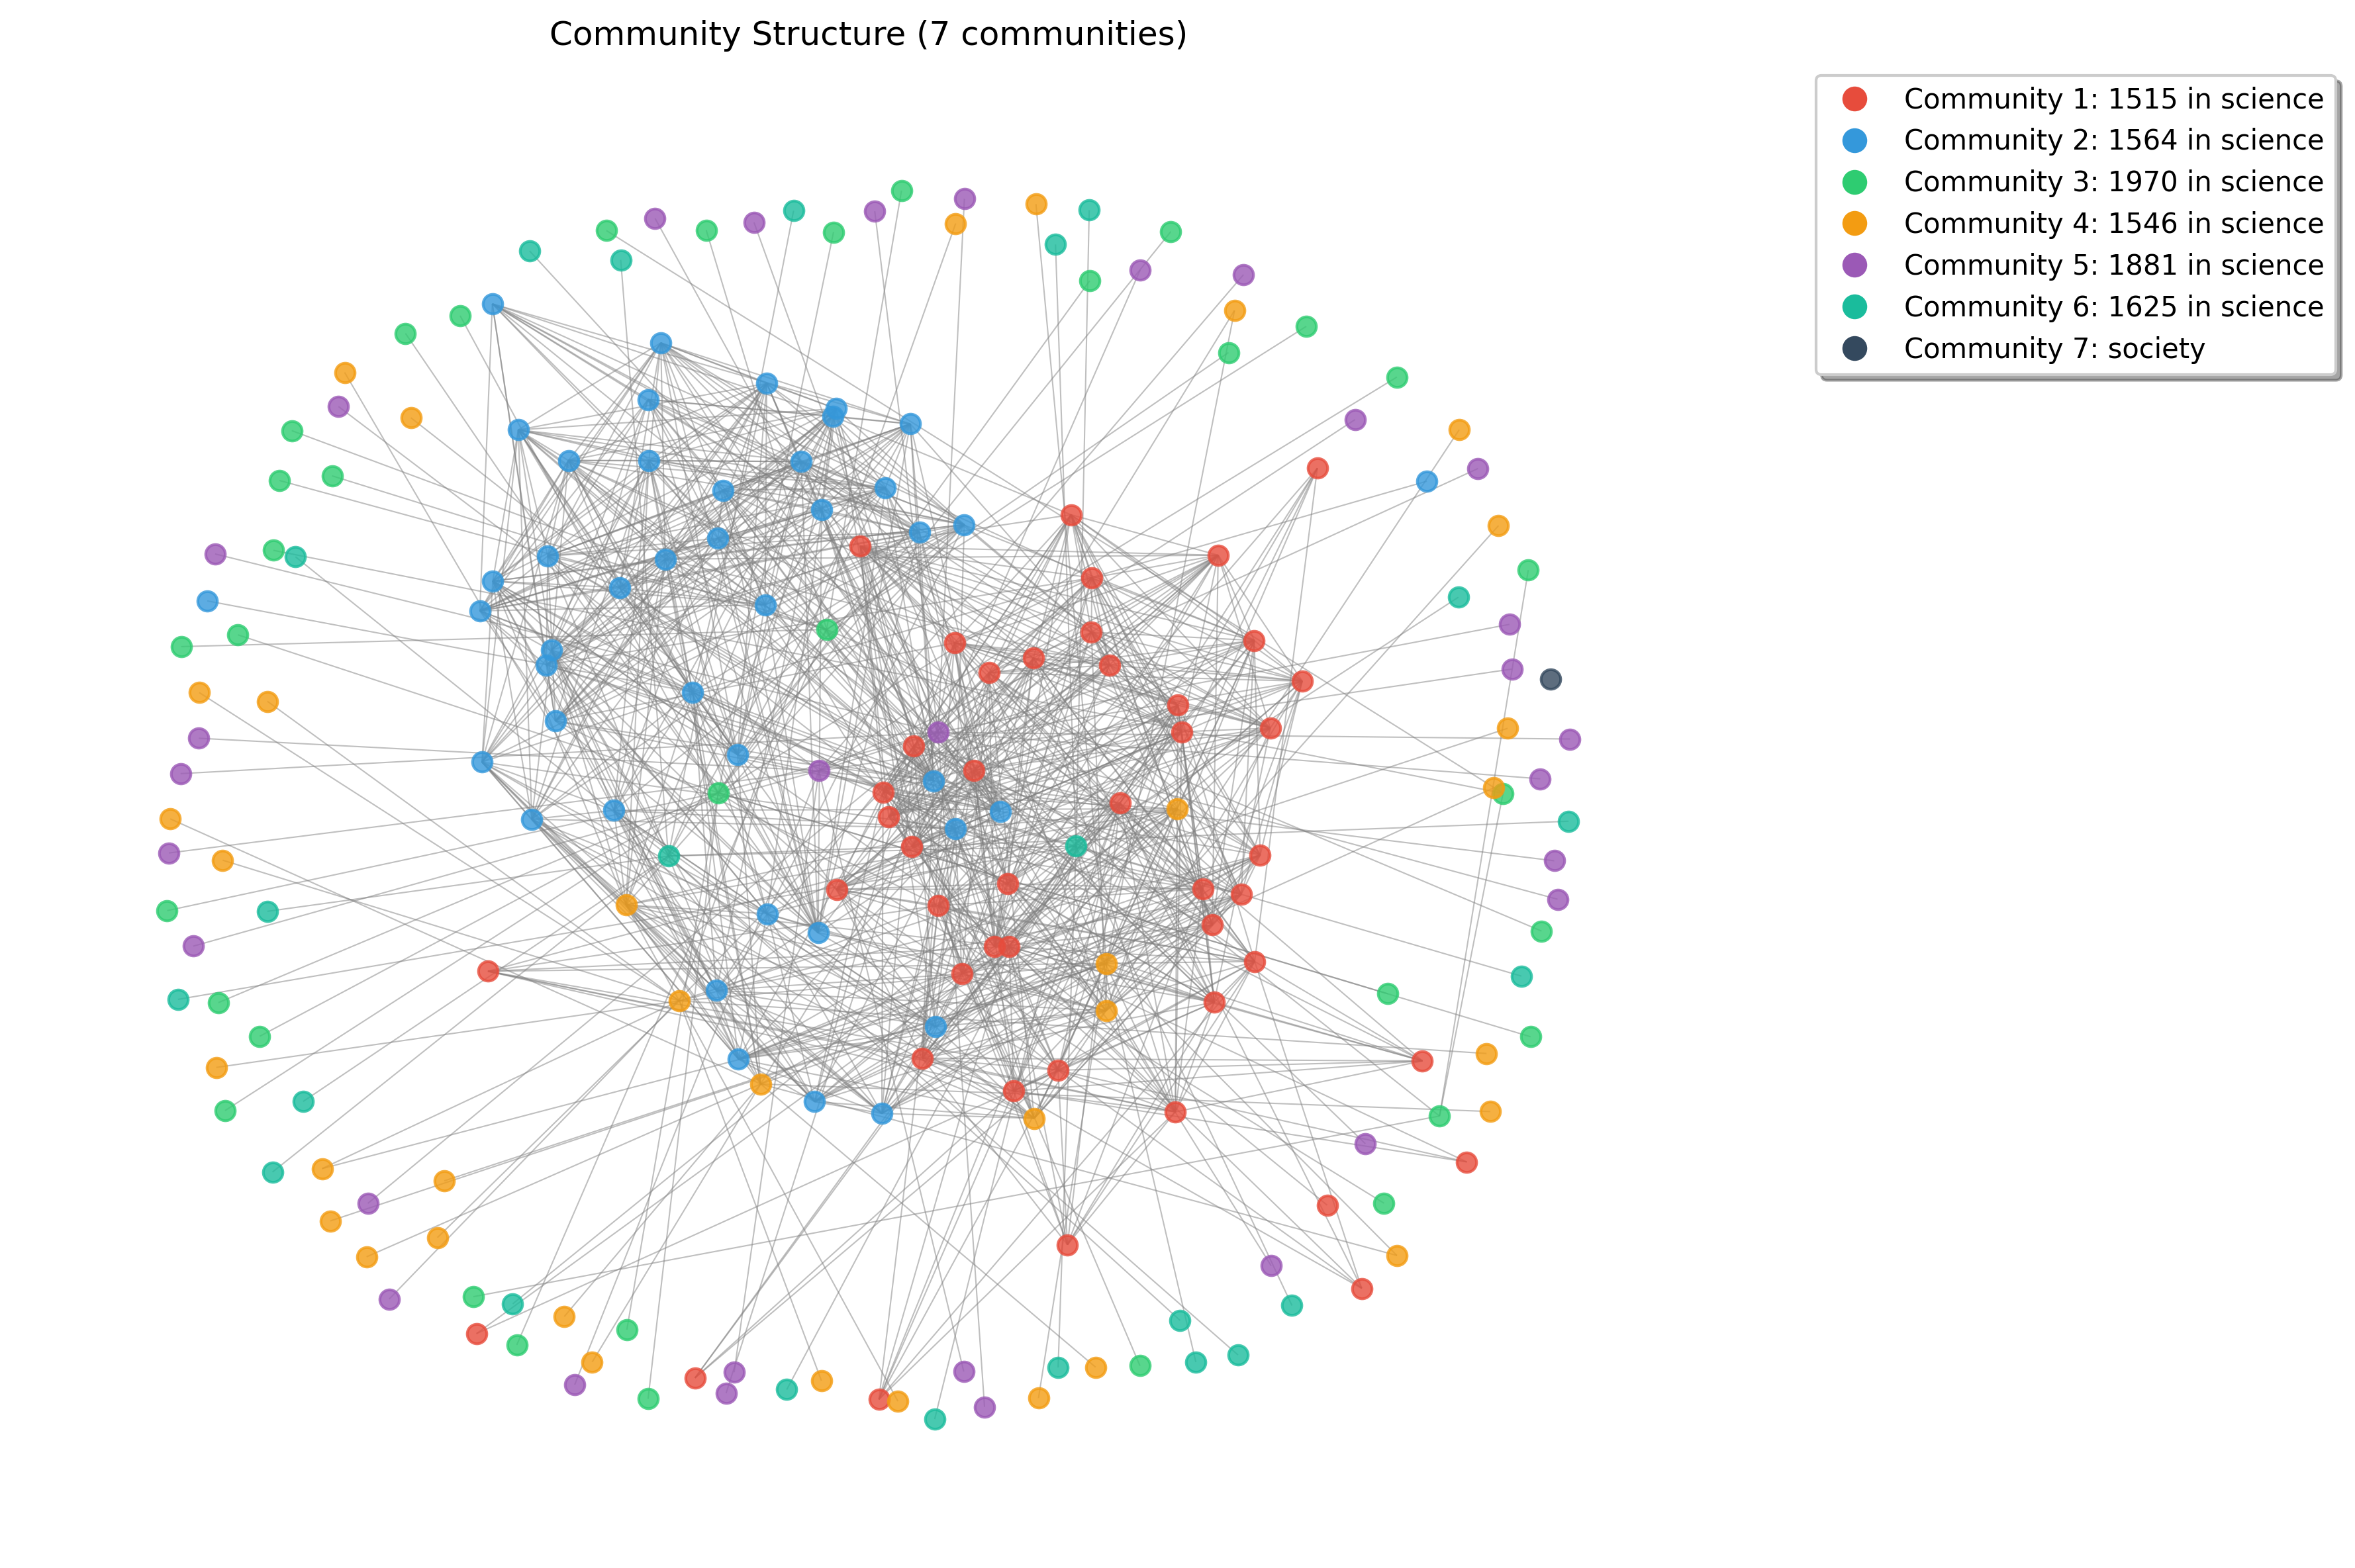 Community Structure (7 communities)
Community 1: 1515 in science
Community 2: 1564 in science
Community 3: 1970 in science
Community 4: 1546 in science
Community 5: 1881 in science
Community 6: 1625 in science
Community 7: society